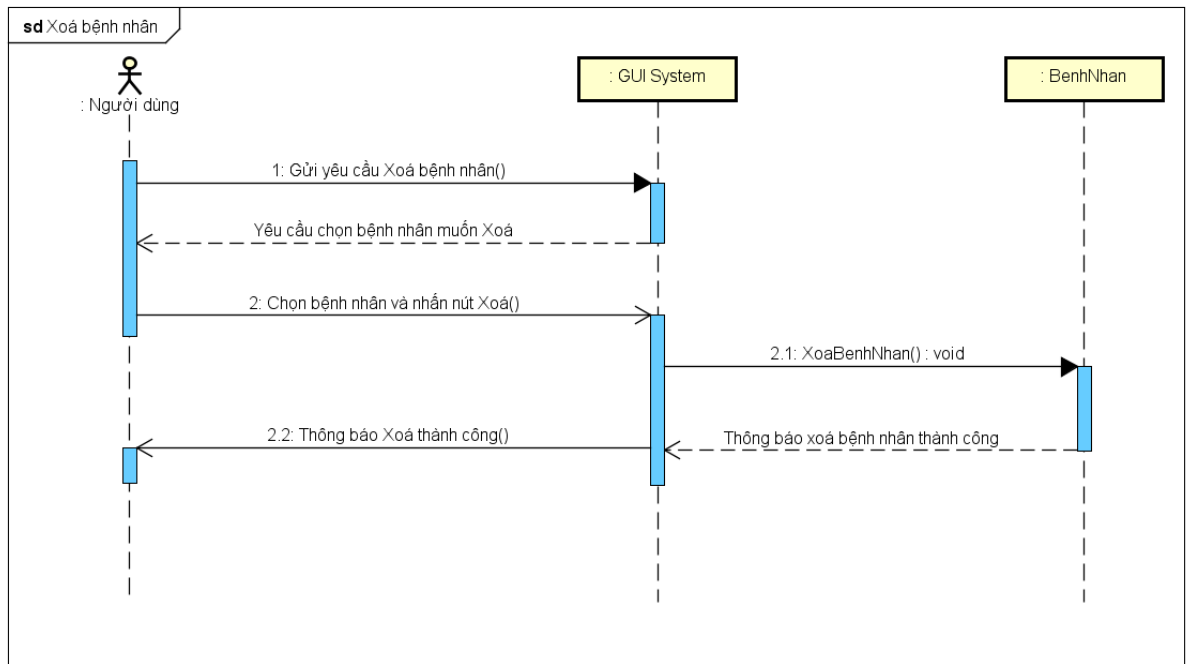 sd Xoá bệnh nhân
: Người dùng
: GUI System
: BenhNhan
1: Gửi yêu cầu Xoá bệnh nhân()
Yêu cầu chọn bệnh nhân muốn Xoá
2: Chọn bệnh nhân và nhấn nút Xoá()
2.1: XoaBenhNhan() : void
2.2: Thông báo Xoá thành công()
Thông báo xoá bệnh nhân thành công